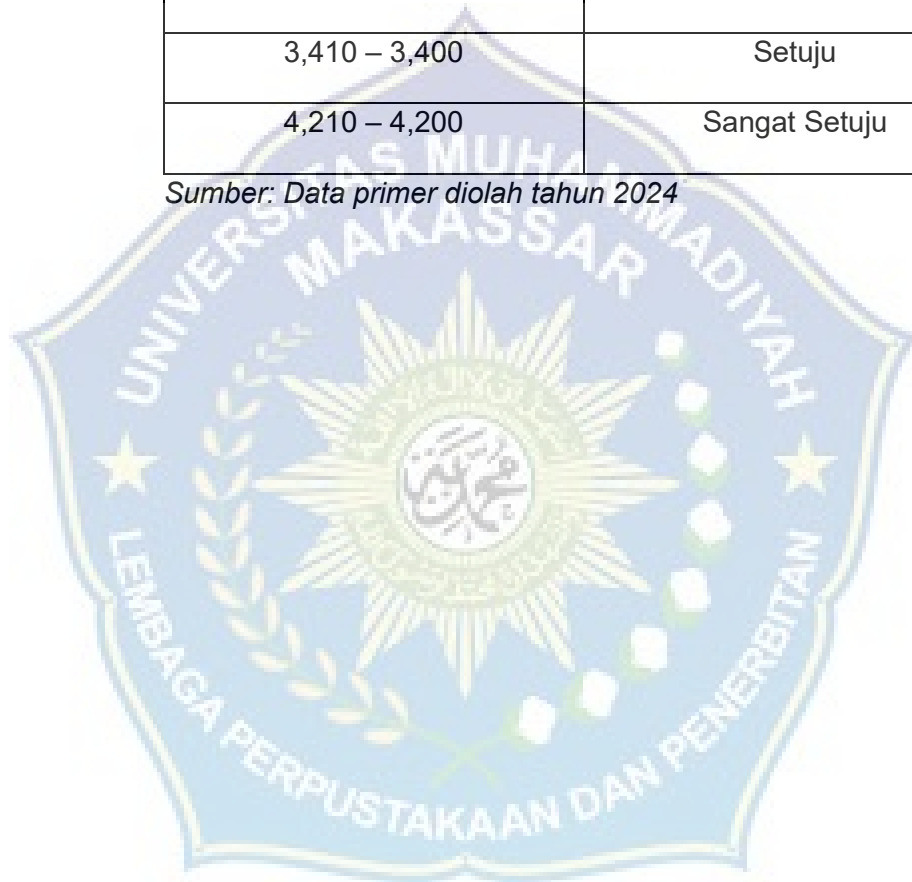 3,410 – 3,400 Setuju
4,210 – 4,200 Sangat Setuju
Sumber: Data primer diolah tahun 2024
UNIVERSITAS MUHAMMADIYAH
MAKASSAR
LEMBAGA PERPUSTAKAAN DAN PENERBITAN